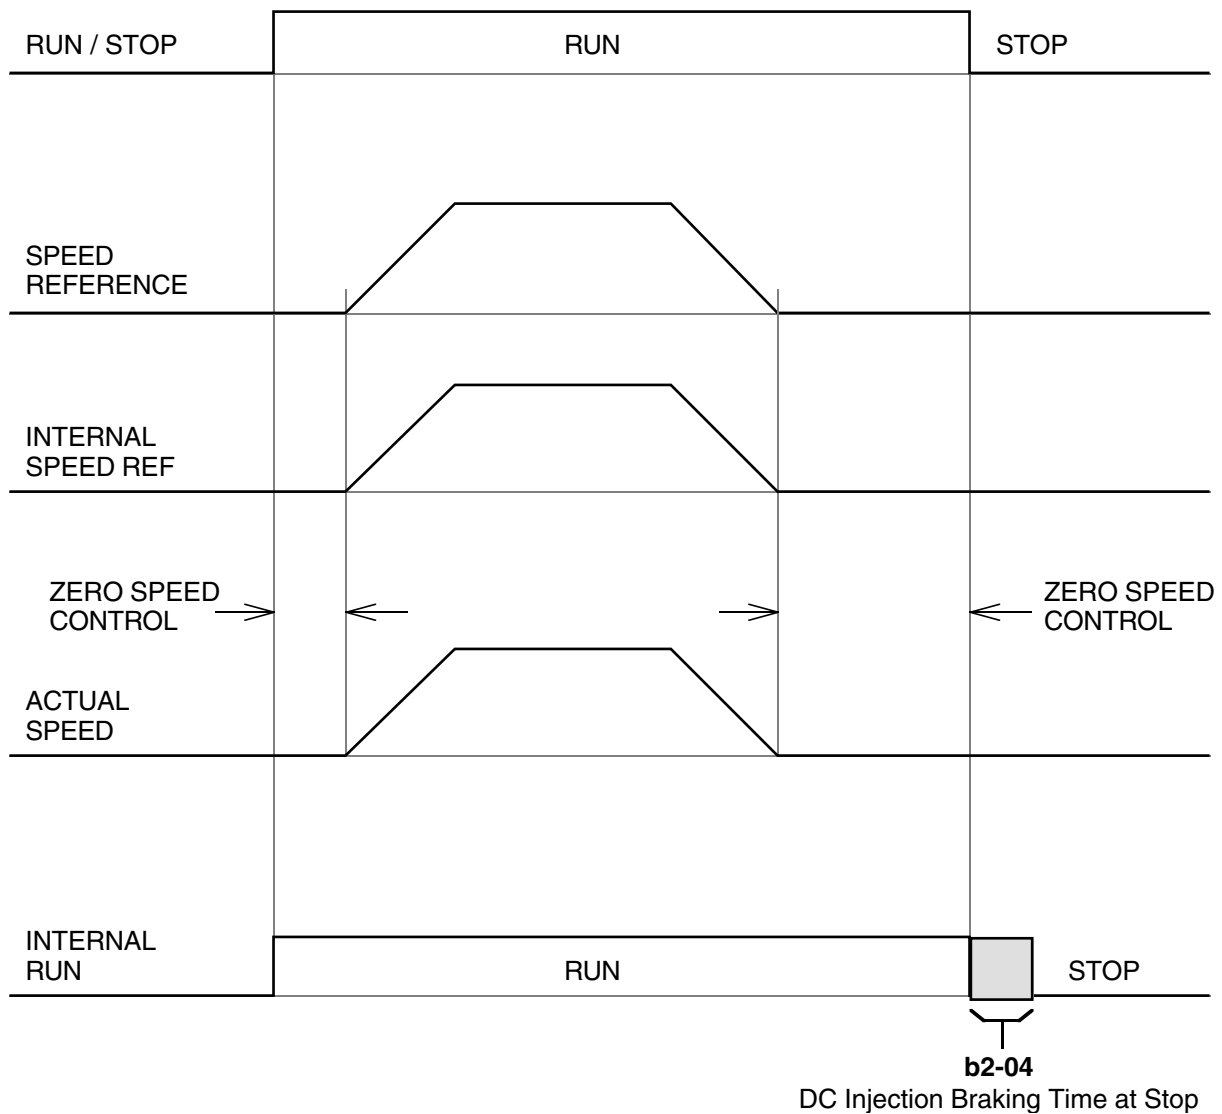 RUN / STOP
RUN
STOP
SPEED
REFERENCE
INTERNAL
SPEED REF
ZERO SPEED
CONTROL
ZERO SPEED
CONTROL
ACTUAL
SPEED
INTERNAL
RUN
RUN
STOP
b2-04
DC Injection Braking Time at Stop